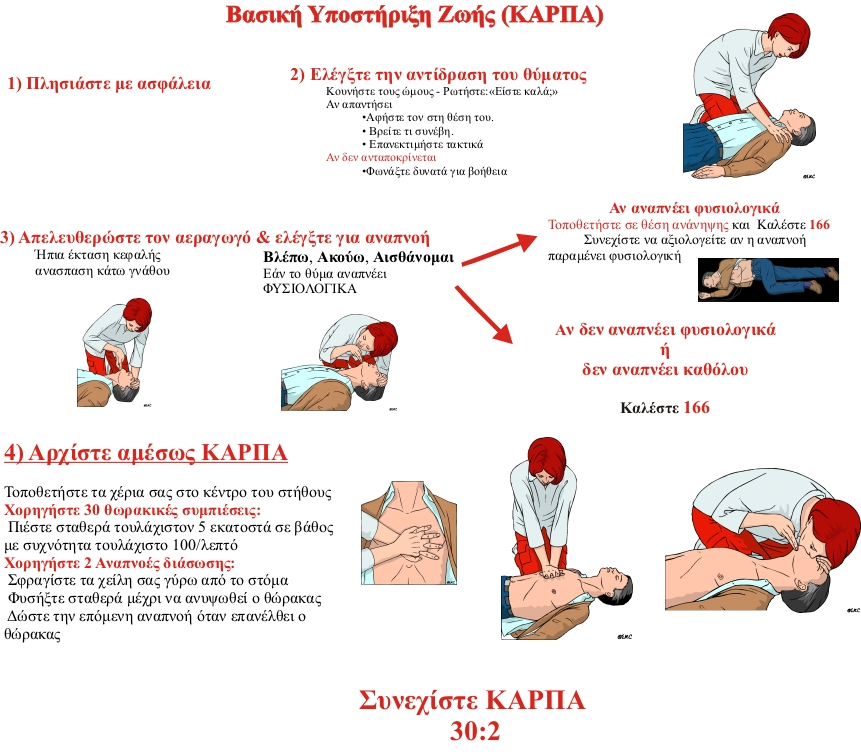 Βασική Υποστήριξη Ζωής (ΚΑΡΠΑ)
1) Πλησιάστε με ασφάλεια
2) Ελέγξτε την αντίδραση του θύματος
Κουνήστε τους ώμους - Ρωτήστε:«Είστε καλά;»
Αν απαντήσει
•Αφήστε τον στη θέση του.
• Βρείτε τι συνέβη.
• Επανεκτιμήστε τακτικά
Αν δεν ανταποκρίνεται
•Φωνάξτε δυνατά για βοήθεια
3) Απελευθερώστε τον αεραγωγό & ελέγξτε για αναπνοή
Ήπια έκταση κεφαλής
ανασπαση κάτω γνάθου
Βλέπω, Ακούω, Αισθάνομαι
Εάν το θύμα αναπνέει
ΦΥΣΙΟΛΟΓΙΚΑ
Αν αναπνέει φυσιολογικά
Τοποθετήστε σε θέση ανάνηψης και Καλέστε 166
Συνεχίστε να αξιολογείτε αν η αναπνοή
παραμένει φυσιολογική
Αν δεν αναπνέει φυσιολογικά
ή
δεν αναπνέει καθόλου
Καλέστε 166
4) Αρχίστε αμέσως ΚΑΡΠΑ
Τοποθετήστε τα χέρια σας στο κέντρο του στήθους
Χορηγήστε 30 θωρακικές συμπιέσεις:
Πιέστε σταθερά τουλάχιστον 5 εκατοστά σε βάθος
με συχνότητα τουλάχιστο 100/λεπτό
Χορηγήστε 2 Αναπνοές διάσωσης:
Σφραγίστε τα χείλη σας γύρω από το στόμα
Φυσήξτε σταθερά μέχρι να ανυψωθεί ο θώρακας
Δώστε την επόμενη αναπνοή όταν επανέλθει ο
θώρακας
Συνεχίστε ΚΑΡΠΑ
30:2